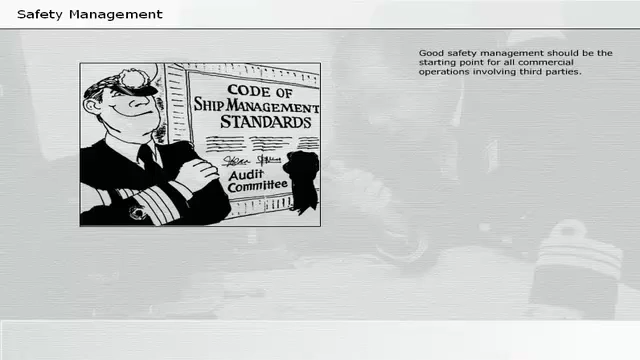 Safety Management
Good safety management should be the
starting point for all commercial
operations involving third parties.
CODE OF
SHIP MANAGEMENT
STANDARDS
Audit
Committee